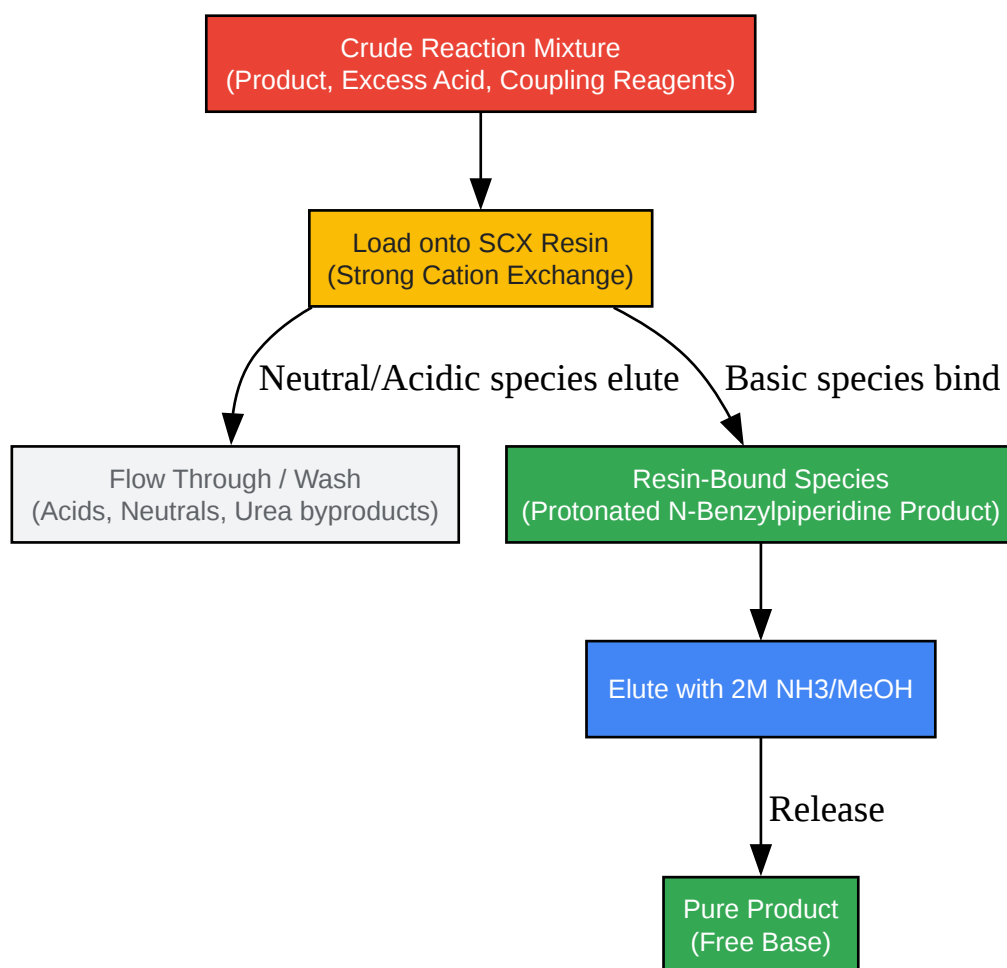 Crude Reaction Mixture
(Product, Excess Acid, Coupling Reagents)
Load onto SCX Resin
(Strong Cation Exchange)
Neutral/Acidic species elute
Basic species bind
Flow Through / Wash
(Acids, Neutrals, Urea byproducts)
Resin-Bound Species
(Protonated N-Benzylpiperidine Product)
Elute with 2M NH3/MeOH
Release
Pure Product
(Free Base)